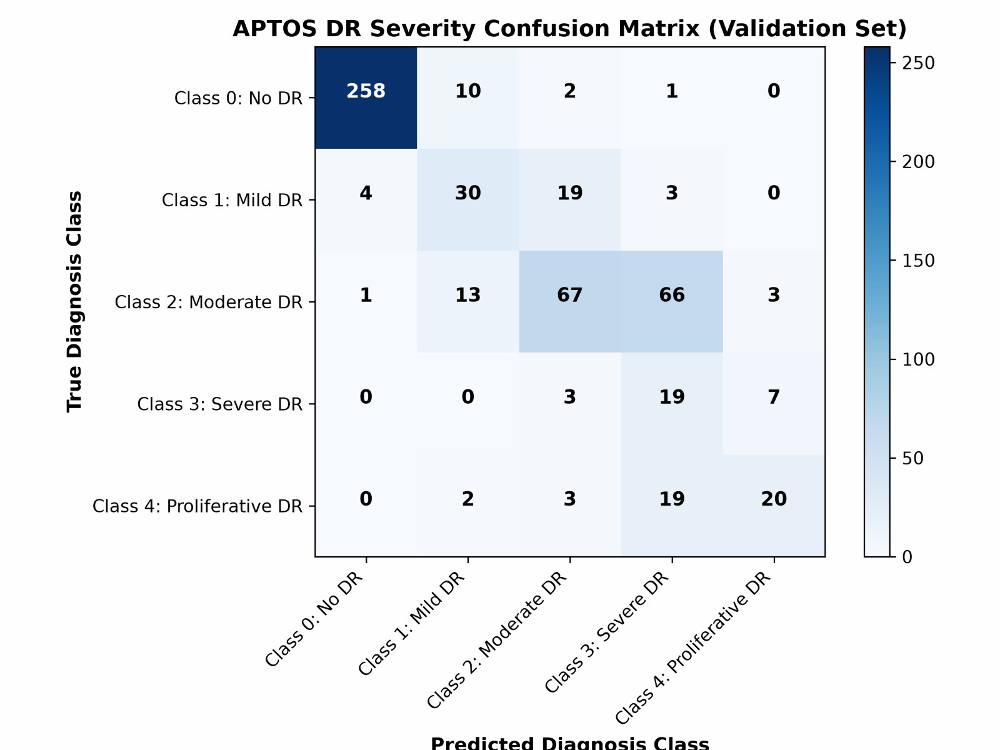 APTOS DR Severity Confusion Matrix (Validation Set)
True Diagnosis Class
Class 0: No DR 258 10 2 1 0
Class 1: Mild DR 4 30 19 3 0
Class 2: Moderate DR 1 13 67 66 3
Class 3: Severe DR 0 0 3 19 7
Class 4: Proliferative DR 0 2 3 19 20
Class 0: No DR
Class 1: Mild DR
Class 2: Moderate DR
Class 3: Severe DR
Class 4: Proliferative DR
Predicted Diagnosis Class
250
200
150
100
50
0